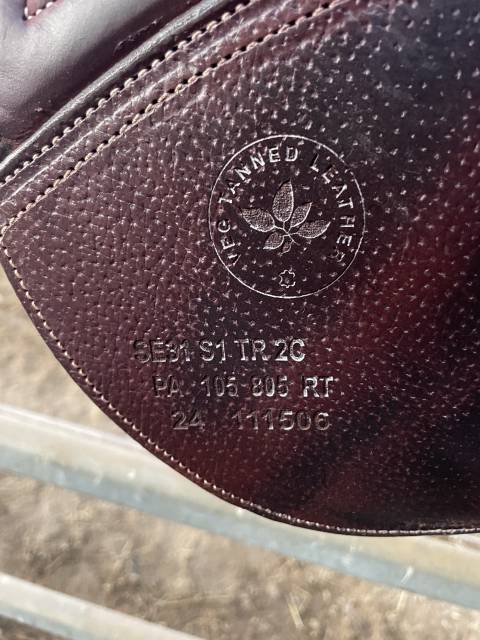 VEG TANNED LEATHER
SE31 S1 TR 2C
PA 105 805 RT
24 111506